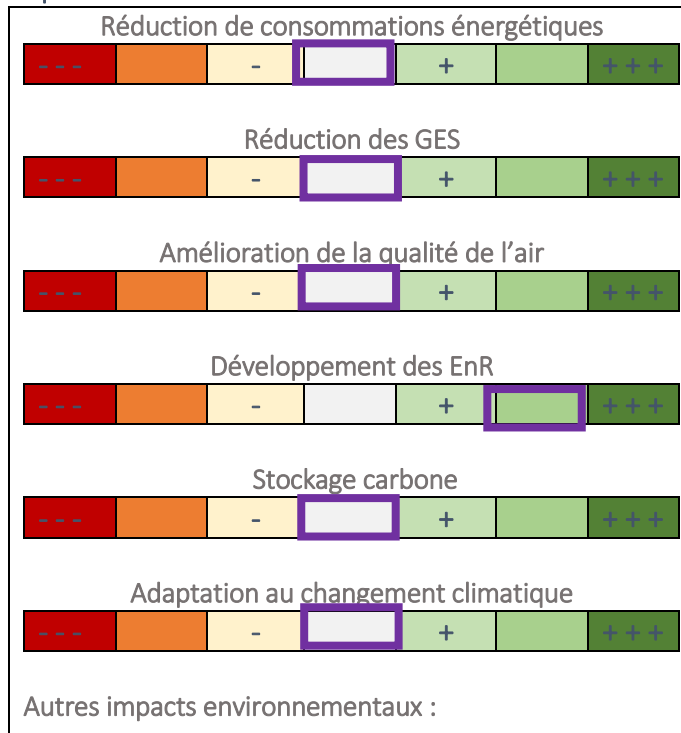 Réduction de consommations énergétiques
- - - - + + + +
Réduction des GES
- - - - + + + +
Amélioration de la qualité de l’air
- - - - + + + +
Développement des EnR
- - - - + + + +
Stockage carbone
- - - - + + + +
Adaptation au changement climatique
- - - - + + + +
Autres impacts environnementaux :